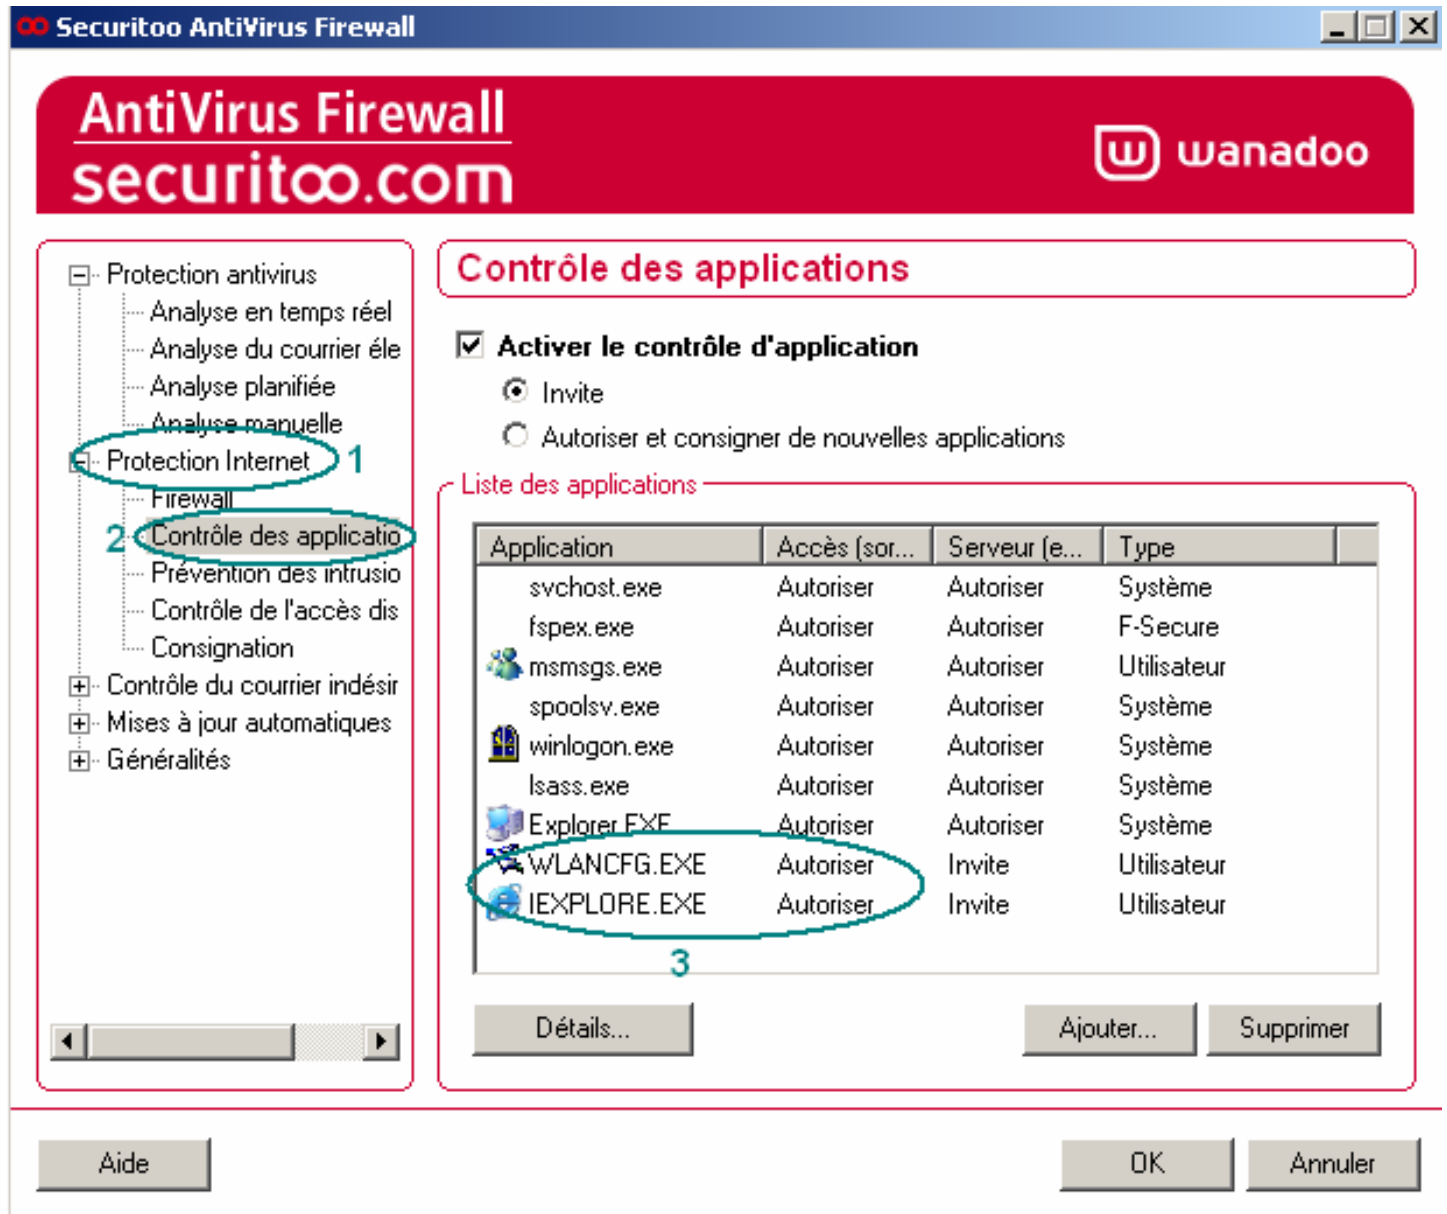 Securitoo AntiVirus Firewall
AntiVirus Firewall
securitoo.com
wanadoo
Protection antivirus
Analyse en temps réel
Analyse du courrier éle
Analyse planifiée
Analyse manuelle
Protection Internet 1
Firewall
2 Contrôle des applicatio
Prévention des intrusio
Contrôle de l'accès dis
Consignation
Contrôle du courrier indésir
Mises à jour automatiques
Généralités
Contrôle des applications
Activer le contrôle d'application
Invite
Autoriser et consigner de nouvelles applications
Liste des applications
Application Accès (sor... Serveur (e... Type
svchost.exe Autoriser Autoriser Système
fspex.exe Autoriser Autoriser F-Secure
msmsgs.exe Autoriser Autoriser Utilisateur
spoolsv.exe Autoriser Autoriser Système
winlogon.exe Autoriser Autoriser Système
lsass.exe Autoriser Autoriser Système
Explorer.EXE Autoriser Autoriser Système
WLANCFG.EXE Autoriser Invite Utilisateur
IEXPLORE.EXE Autoriser Invite Utilisateur
3
Détails... Ajouter... Supprimer
Aide OK Annuler